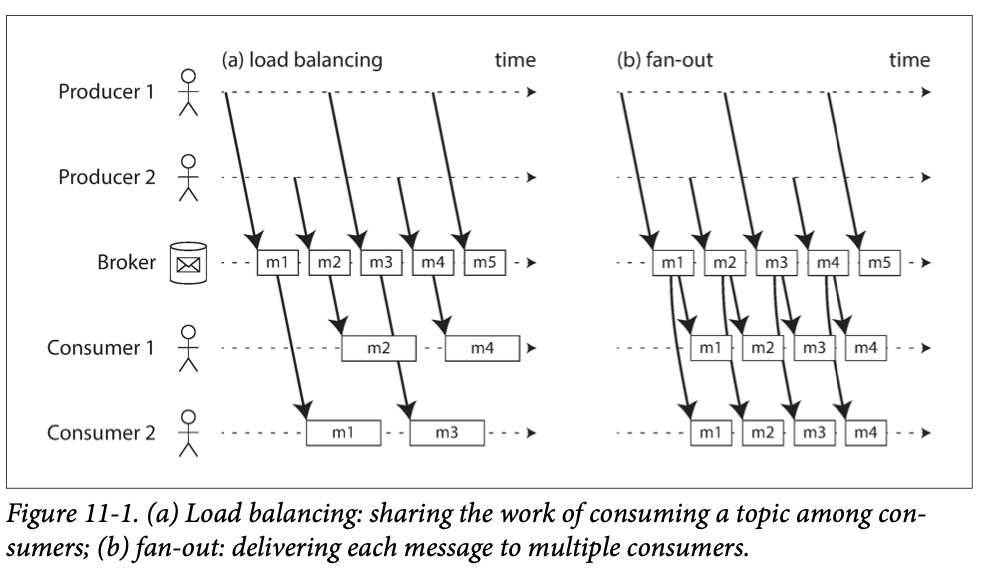 (a) load balancing time (b) fan-out time
Producer 1
Producer 2
Broker m1 m2 m3 m4 m5 m1 m2 m3 m4 m5
Consumer 1 m2 m4 m1 m2 m3 m4
Consumer 2 m1 m3 m1 m2 m3 m4
Figure 11-1. (a) Load balancing: sharing the work of consuming a topic among con-
sumers; (b) fan-out: delivering each message to multiple consumers.